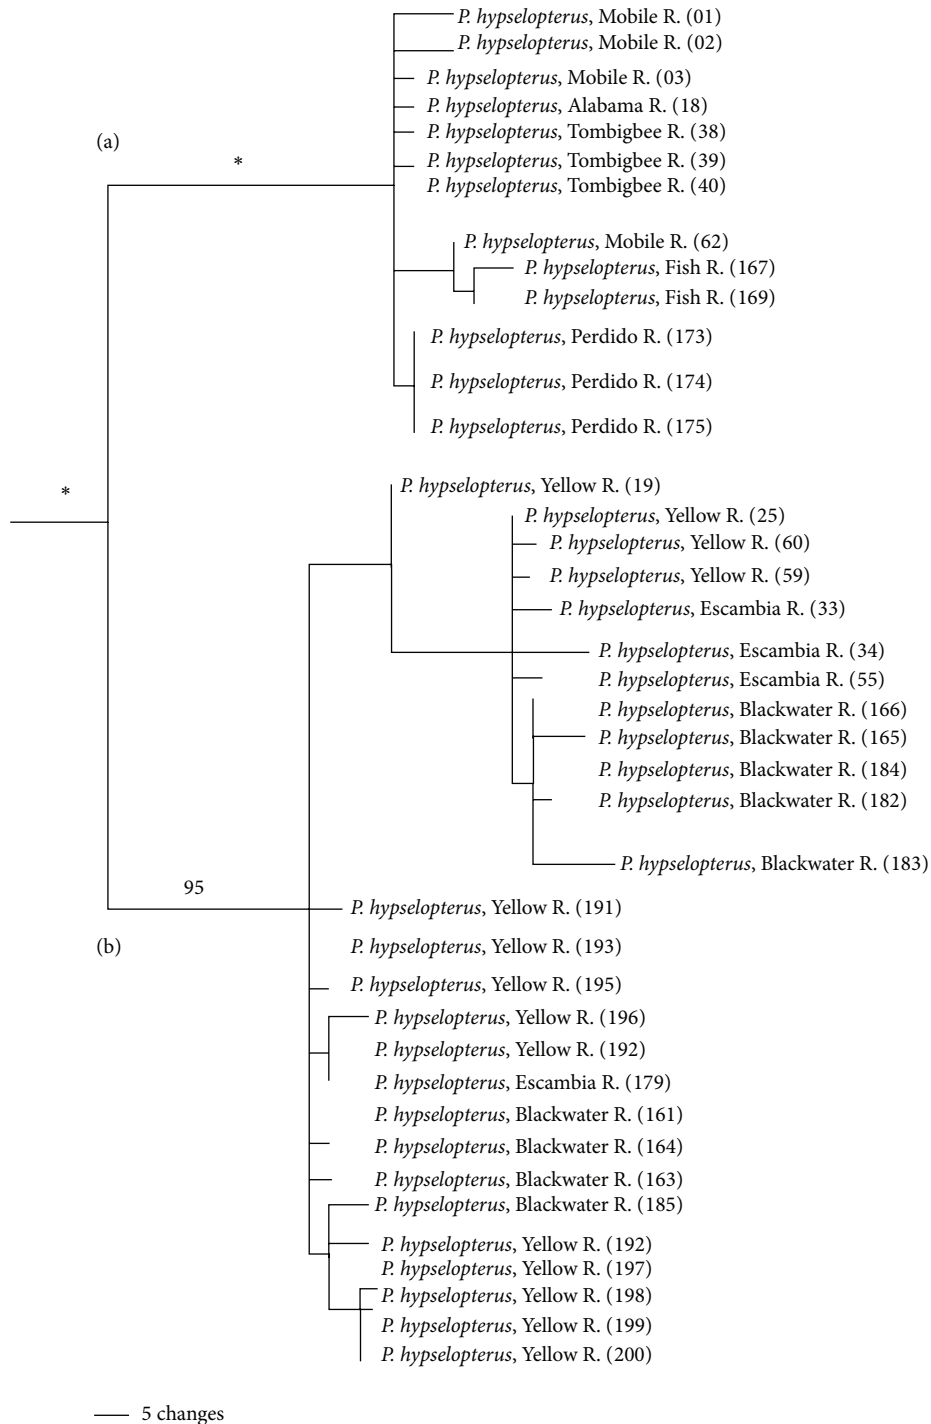 P. hypselopterus, Mobile R. (01)
P. hypselopterus, Mobile R. (02)
P. hypselopterus, Mobile R. (03)
P. hypselopterus, Alabama R. (18)
P. hypselopterus, Tombigbee R. (38)
(a)
*
P. hypselopterus, Tombigbee R. (39)
P. hypselopterus, Tombigbee R. (40)
P. hypselopterus, Mobile R. (62)
P. hypselopterus, Fish R. (167)
P. hypselopterus, Fish R. (169)
P. hypselopterus, Perdido R. (173)
P. hypselopterus, Perdido R. (174)
P. hypselopterus, Perdido R. (175)
*
P. hypselopterus, Yellow R. (19)
P. hypselopterus, Yellow R. (25)
P. hypselopterus, Yellow R. (60)
P. hypselopterus, Yellow R. (59)
P. hypselopterus, Escambia R. (33)
P. hypselopterus, Escambia R. (34)
P. hypselopterus, Escambia R. (55)
P. hypselopterus, Blackwater R. (166)
P. hypselopterus, Blackwater R. (165)
P. hypselopterus, Blackwater R. (184)
P. hypselopterus, Blackwater R. (182)
P. hypselopterus, Blackwater R. (183)
95
P. hypselopterus, Yellow R. (191)
(b)
P. hypselopterus, Yellow R. (193)
P. hypselopterus, Yellow R. (195)
P. hypselopterus, Yellow R. (196)
P. hypselopterus, Yellow R. (192)
P. hypselopterus, Escambia R. (179)
P. hypselopterus, Blackwater R. (161)
P. hypselopterus, Blackwater R. (164)
P. hypselopterus, Blackwater R. (163)
P. hypselopterus, Blackwater R. (185)
P. hypselopterus, Yellow R. (192)
P. hypselopterus, Yellow R. (197)
P. hypselopterus, Yellow R. (198)
P. hypselopterus, Yellow R. (199)
P. hypselopterus, Yellow R. (200)
5 changes